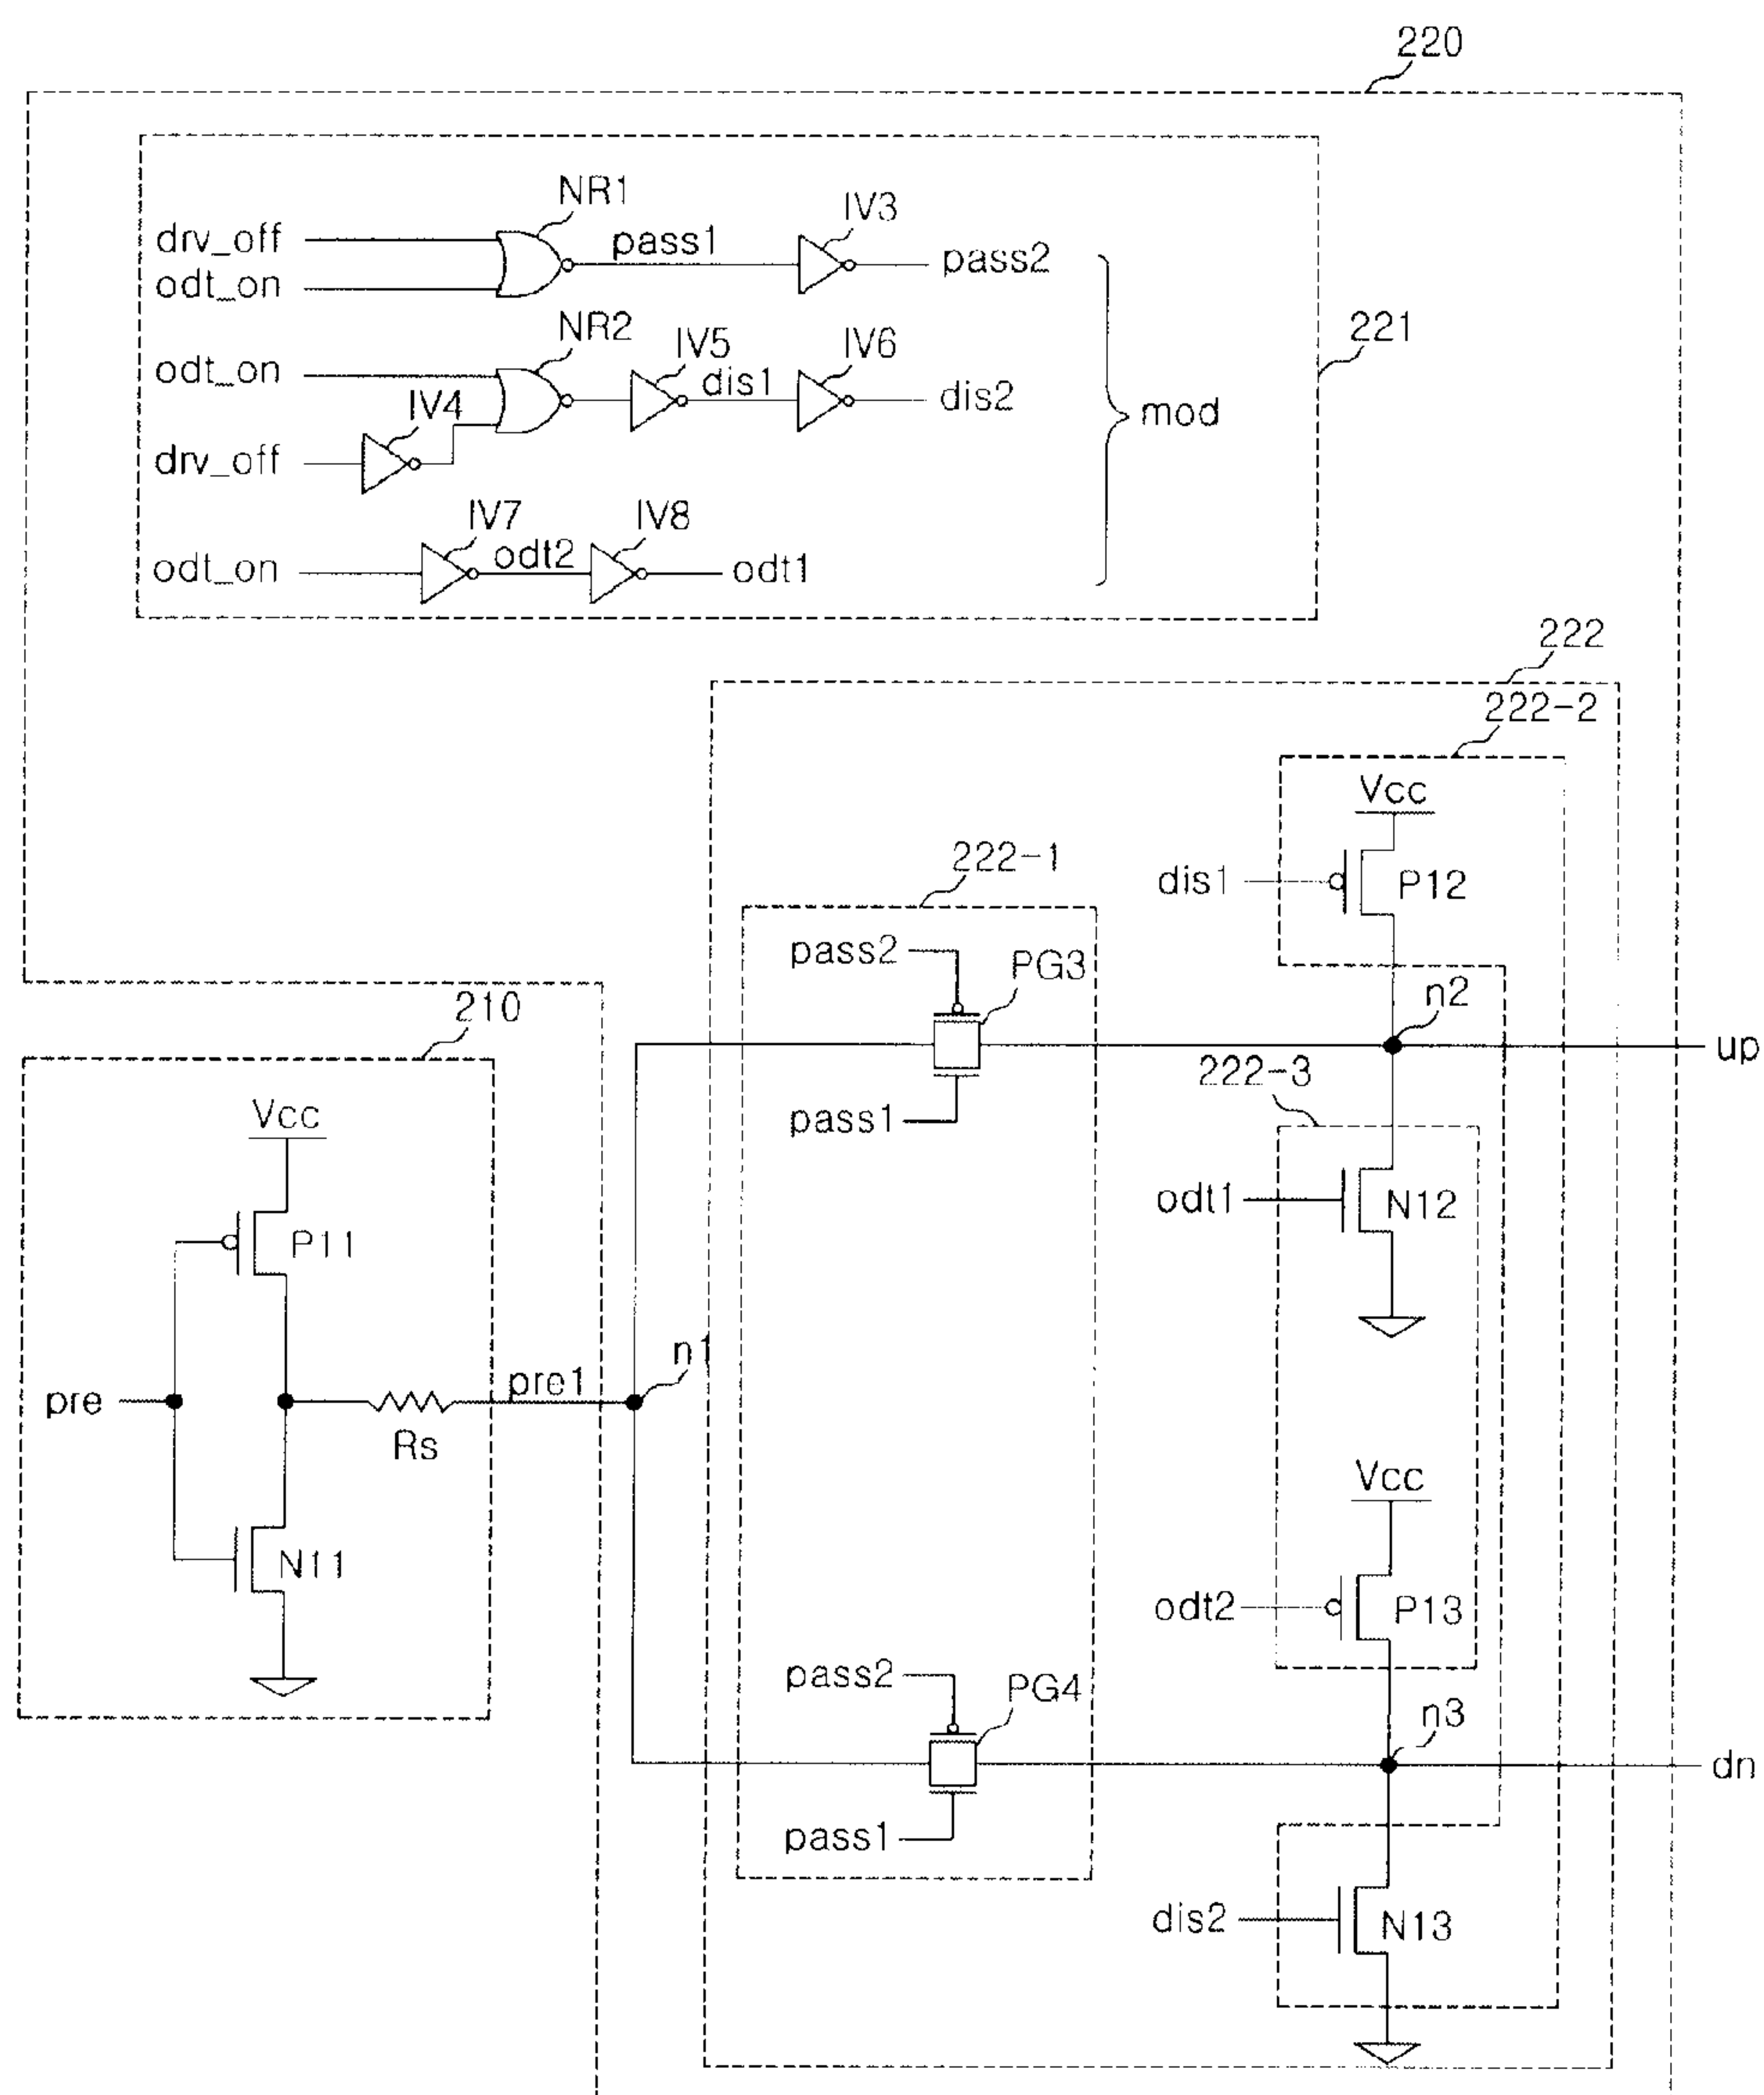 220
NR1
IV3
drv_off
pass1
pass2
odt_on
NR2
IV5
IV6
221
odt_on
IV4
dis1
dis2
mod
drv_off
IV7
IV8
odt_on
odt2
odt1
222
222-2
Vcc
222-1
dis1
P12
pass2
PG3
n2
210
up
222-3
Vcc
pass1
odt1
N12
P11
n1
pre
pre1
Rs
Vcc
N11
odt2
P13
pass2
PG4
n3
dn
pass1
dis2
N13